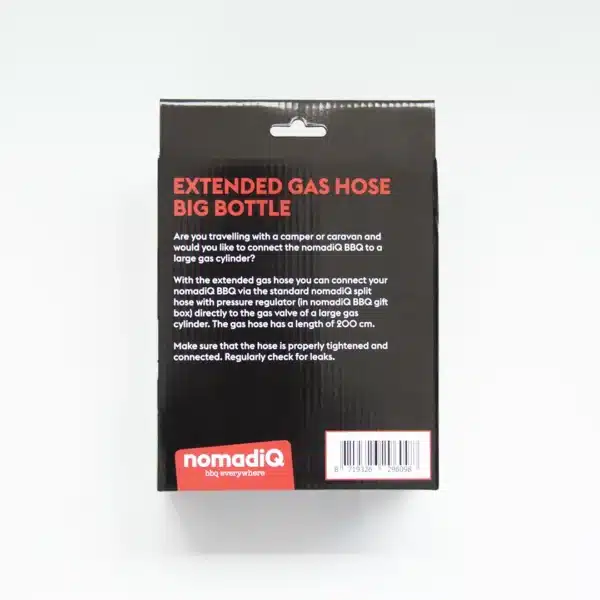 EXTENDED GAS HOSE
BIG BOTTLE
Are you travelling with a camper or caravan and
would you like to connect the nomadiQ BBQ to a
large gas cylinder?
With the extended gas hose you can connect your
nomadiQ BBQ via the standard nomadiQ split
hose with pressure regulator (in nomadiQ BBQ gift
box) directly to the gas valve of a large gas
cylinder. The gas hose has a length of 200 cm.
Make sure that the hose is properly tightened and
connected. Regularly check for leaks.
nomadiQ
bbq everywhere
8 719326 298098